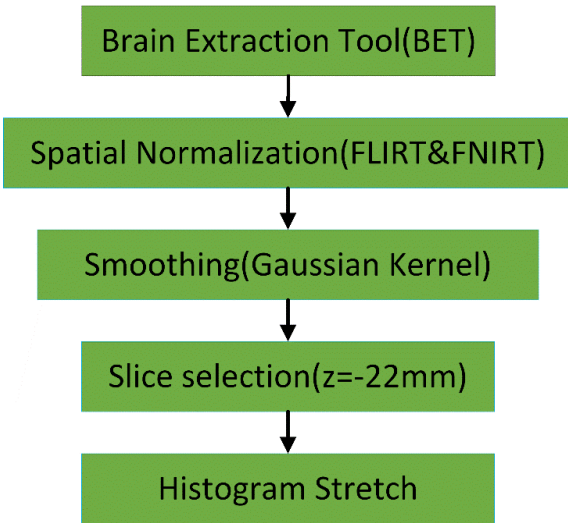 Brain Extraction Tool(BET)
Spatial Normalization(FLIRT&FNIRT)
Smoothing(Gaussian Kernel)
Slice selection(z=-22mm)
Histogram Stretch